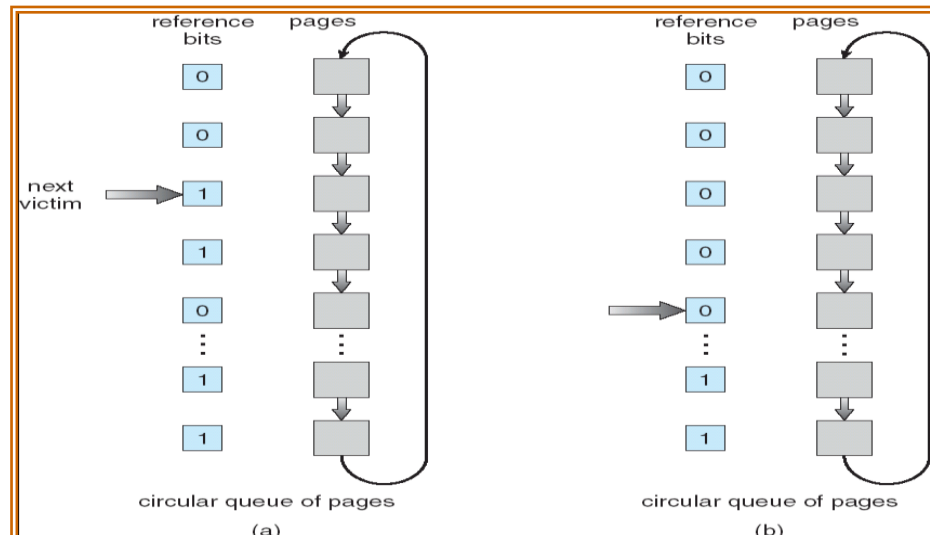 reference bits
pages
0
0
next victim
1
1
0
1
1
circular queue of pages
(a)
reference bits
pages
0
0
0
0
0
1
1
circular queue of pages
(b)